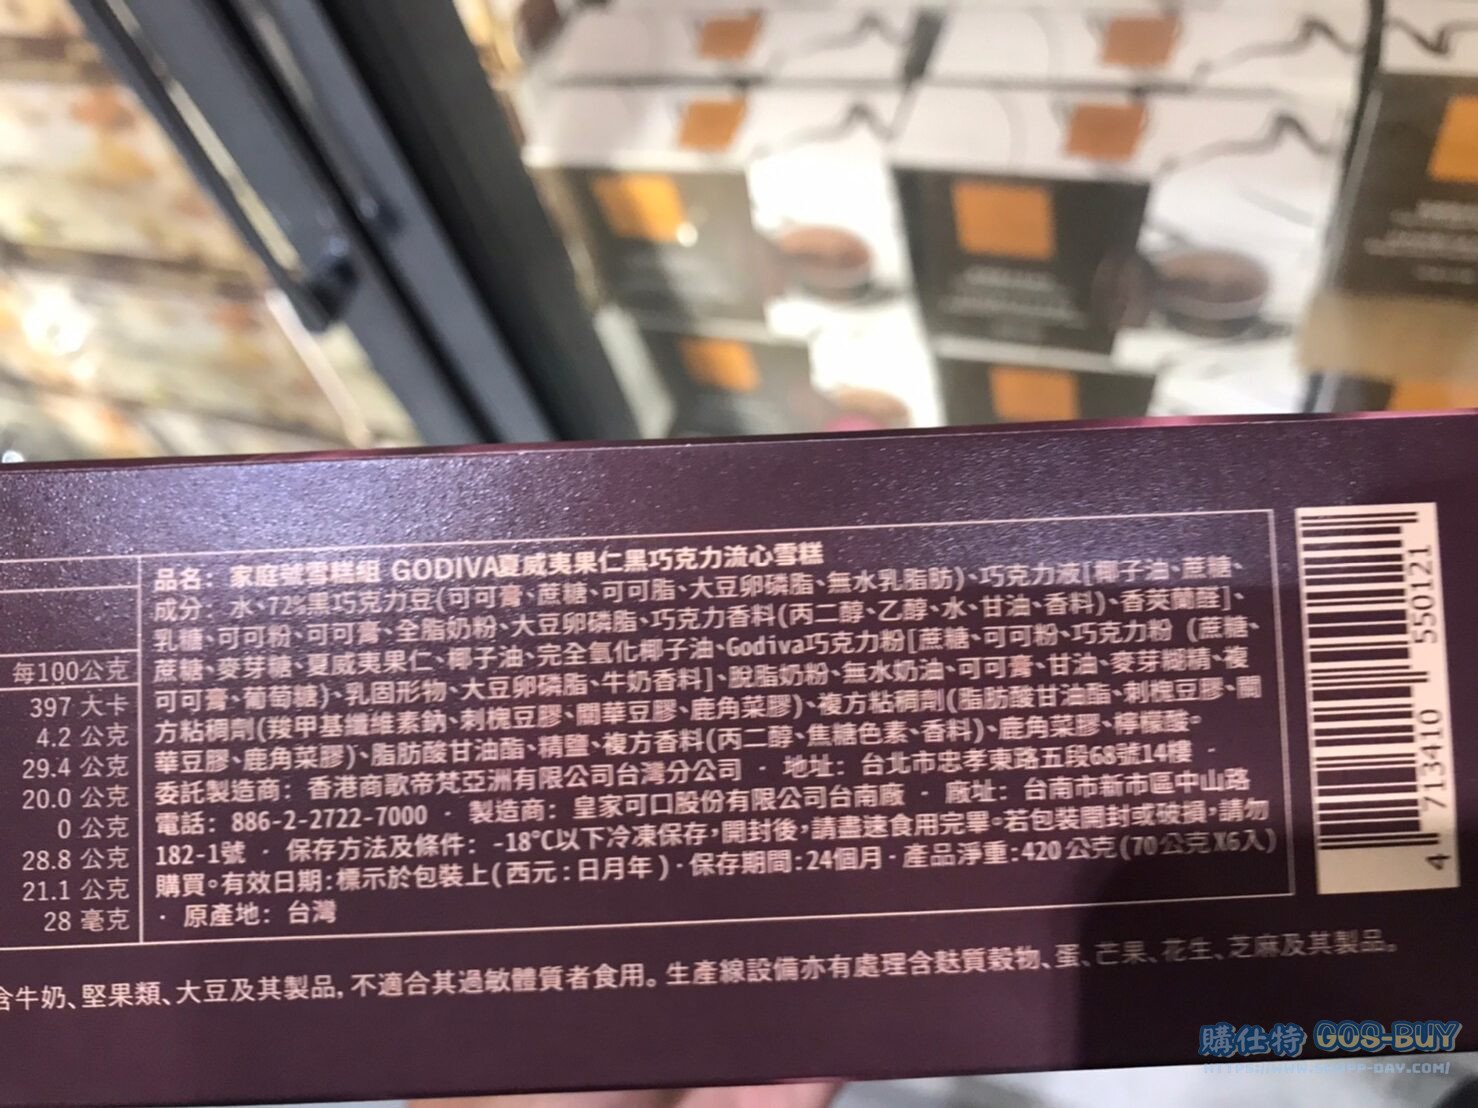 每100公克
397 大卡
4.2 公克
29.4 公克
20.0 公克
0 公克
28.8 公克
21.1 公克
28 毫克
品名：家庭號雪糕組 GODIVA夏威夷果仁黑巧克力流心雪糕
成分：水、72%黑巧克力豆(可可膏、蔗糖、可可脂、大豆卵磷脂、無水乳脂肪)、巧克力液[椰子油、蔗糖、
乳糖、可可粉、可可膏、全脂奶粉、大豆卵磷脂、巧克力香料(丙二醇、乙醇、水、甘油、香料)、香莢蘭醛]、
蔗糖、麥芽糖、夏威夷果仁、椰子油、完全氫化椰子油、Godiva巧克力粉[蔗糖、可可粉、巧克力粉 (蔗糖、
可可膏、葡萄糖)、乳固形物、大豆卵磷脂、牛奶香料]、脫脂奶粉、無水奶油、可可膏、甘油、麥芽糊精、複
方粘稠劑(羧甲基纖維素鈉、刺槐豆膠、關華豆膠、鹿角菜膠)、複方粘稠劑(脂肪酸甘油酯、刺槐豆膠、關
華豆膠、鹿角菜膠)、脂肪酸甘油酯、精鹽、複方香料(丙二醇、焦糖色素、香料)、鹿角菜膠、檸檬酸。
委託製造商：香港商歌帝梵亞洲有限公司台灣分公司 · 地址：台北市忠孝東路五段68號14樓 ·
電話：886-2-2722-7000 · 製造商：皇家可口股份有限公司台南廠 · 廠址：台南市新市區中山路
182-1號 · 保存方法及條件：-18°C以下冷凍保存,開封後,請盡速食用完畢。若包裝開封或破損,請勿
購買。有效日期:標示於包裝上(西元:日月年)·保存期間:24個月·產品淨重:420公克(70公克X6入)
· 原產地：台灣
含牛奶、堅果類、大豆及其製品,不適合其過敏體質者食用。生產線設備亦有處理含麩質穀物、蛋、芒果、花生、芝麻及其製品。
4 713410 550121
購仕特 GOS-BUY